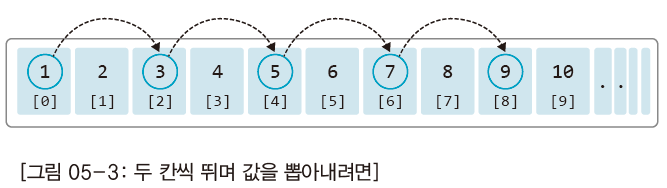 1 2 3 4 5 6 7 8 9 10 . .
[0] [1] [2] [3] [4] [5] [6] [7] [8] [9]
[그림 05-3: 두 칸씩 뛰며 값을 뽑아내려면]